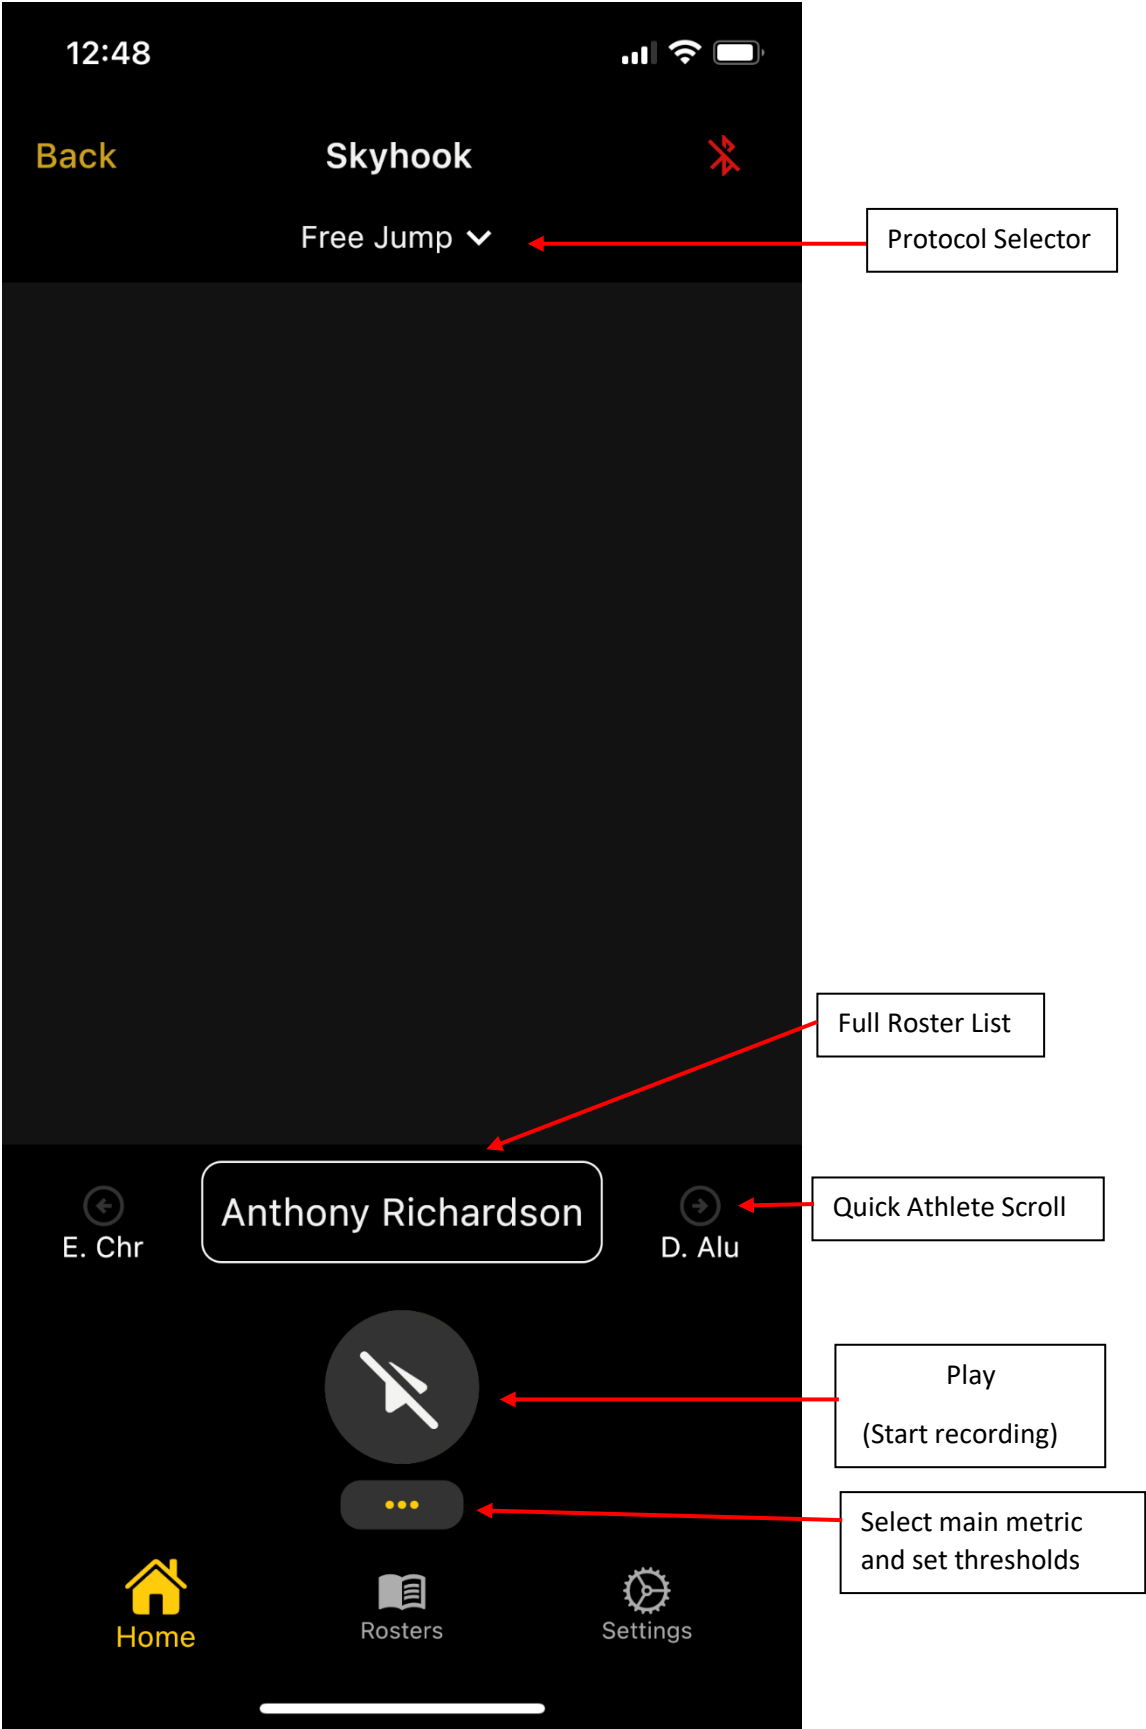 12:48
Back
Skyhook
Free Jump
Protocol Selector
Full Roster List
Anthony Richardson
E. Chr
D. Alu
Quick Athlete Scroll
Play
(Start recording)
Select main metric
and set thresholds
Home
Rosters
Settings